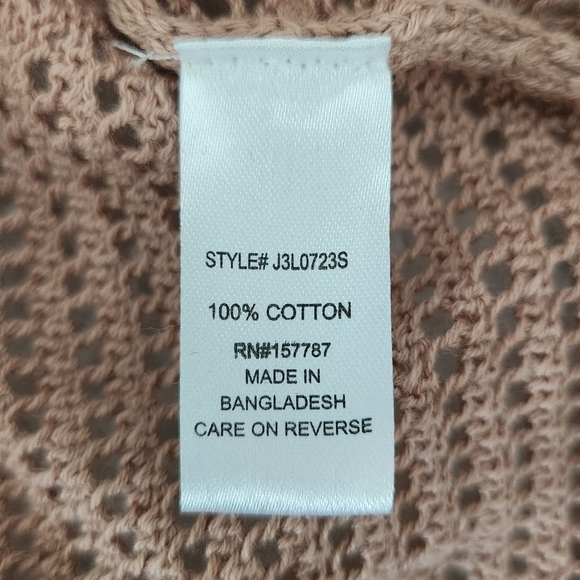 STYLE# J3L0723S
100% COTTON
RN#157787
MADE IN
BANGLADESH
CARE ON REVERSE